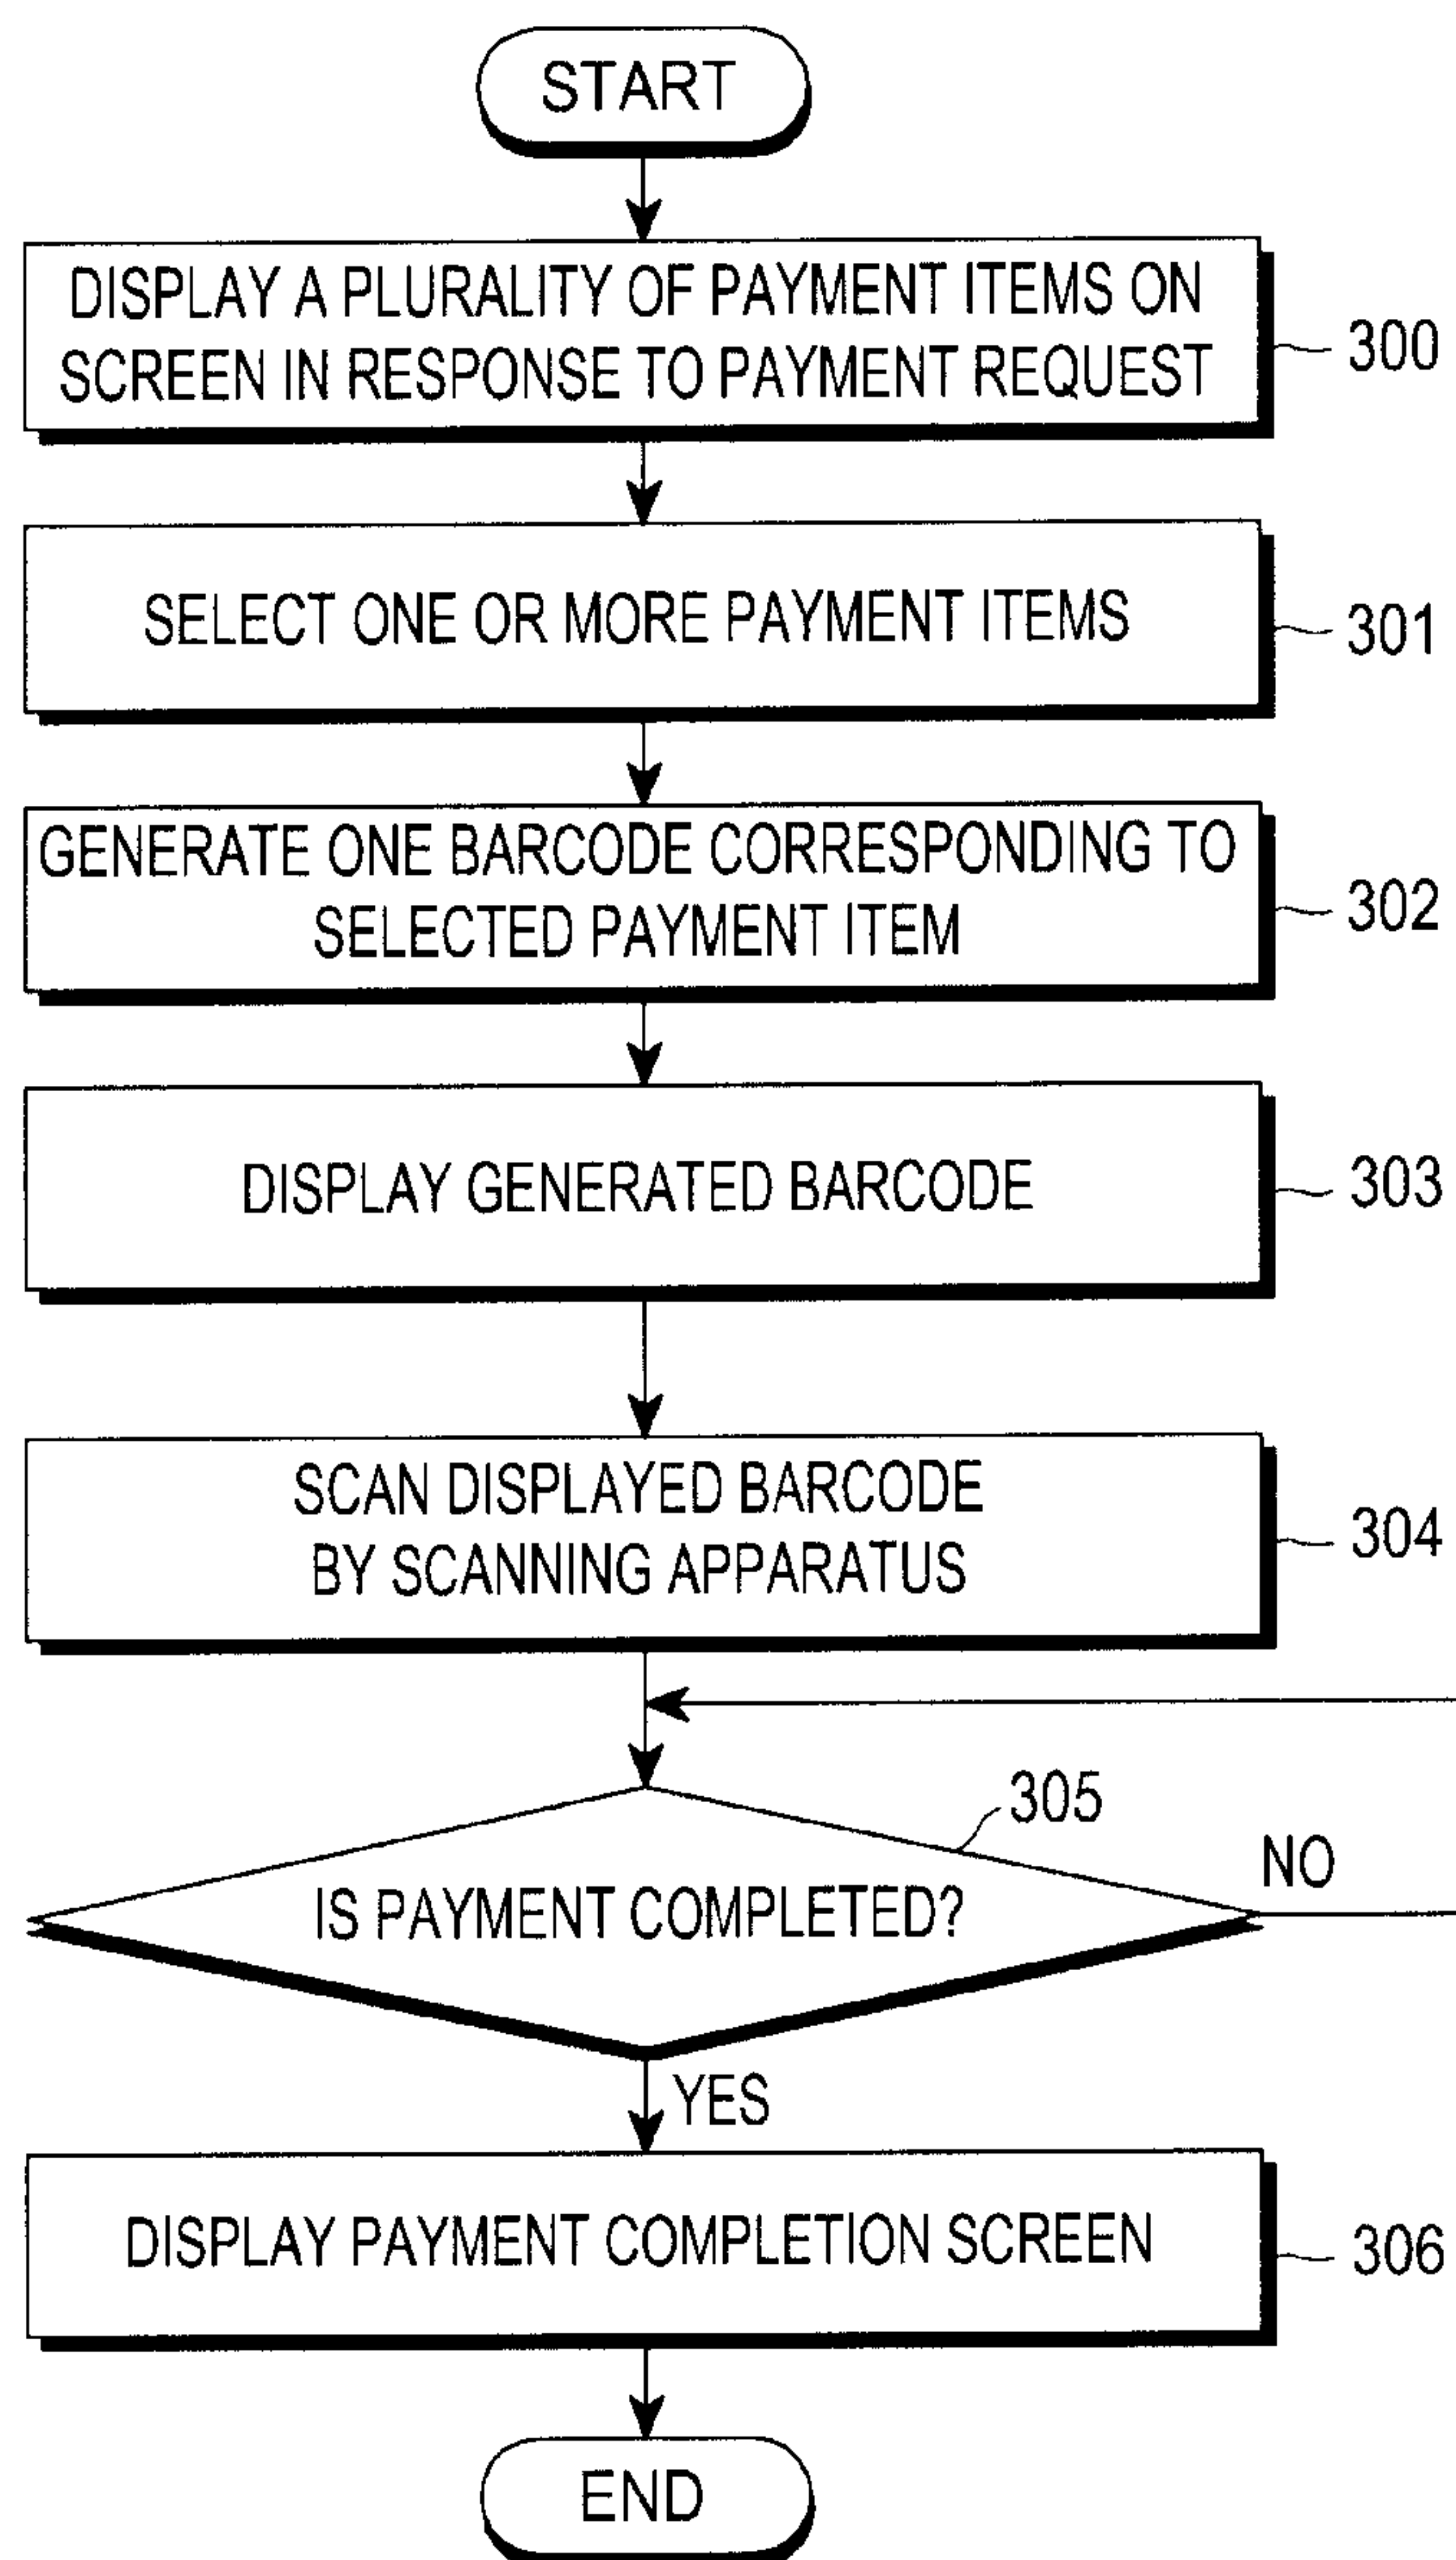 START
DISPLAY A PLURALITY OF PAYMENT ITEMS ON
SCREEN IN RESPONSE TO PAYMENT REQUEST
300
SELECT ONE OR MORE PAYMENT ITEMS
301
GENERATE ONE BARCODE CORRESPONDING TO
SELECTED PAYMENT ITEM
302
DISPLAY GENERATED BARCODE
303
SCAN DISPLAYED BARCODE
BY SCANNING APPARATUS
304
305
NO
IS PAYMENT COMPLETED?
YES
DISPLAY PAYMENT COMPLETION SCREEN
306
END